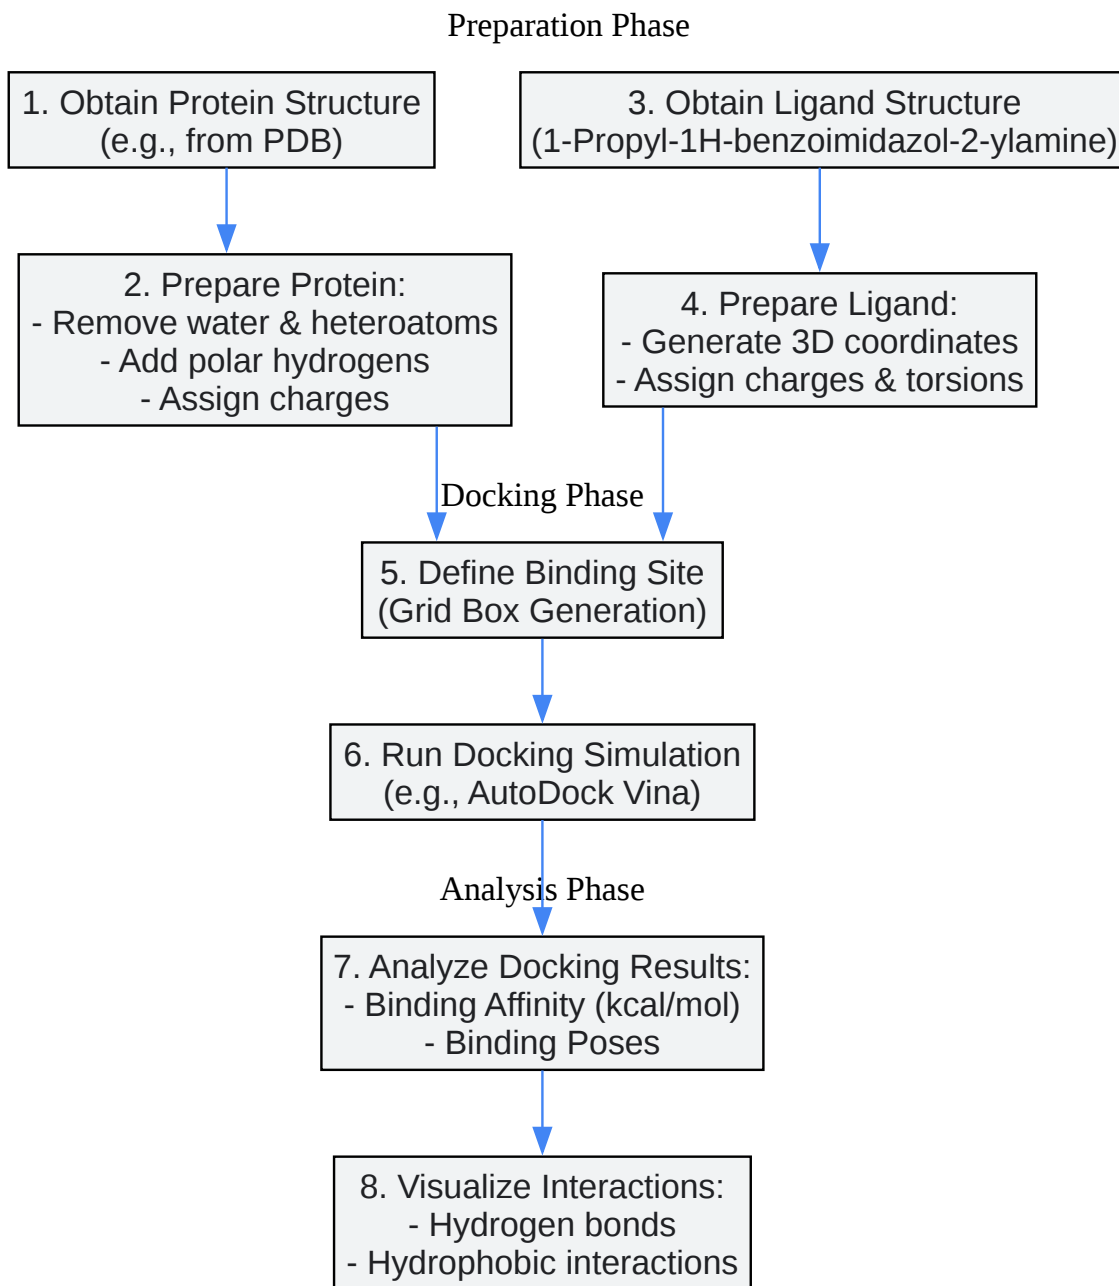 Preparation Phase
1. Obtain Protein Structure
(e.g., from PDB)
3. Obtain Ligand Structure
(1-Propyl-1H-benzoimidazol-2-ylamine)
2. Prepare Protein:
- Remove water & heteroatoms
- Add polar hydrogens
- Assign charges
4. Prepare Ligand:
- Generate 3D coordinates
- Assign charges & torsions
Docking Phase
5. Define Binding Site
(Grid Box Generation)
6. Run Docking Simulation
(e.g., AutoDock Vina)
Analysis Phase
7. Analyze Docking Results:
- Binding Affinity (kcal/mol)
- Binding Poses
8. Visualize Interactions:
- Hydrogen bonds
- Hydrophobic interactions